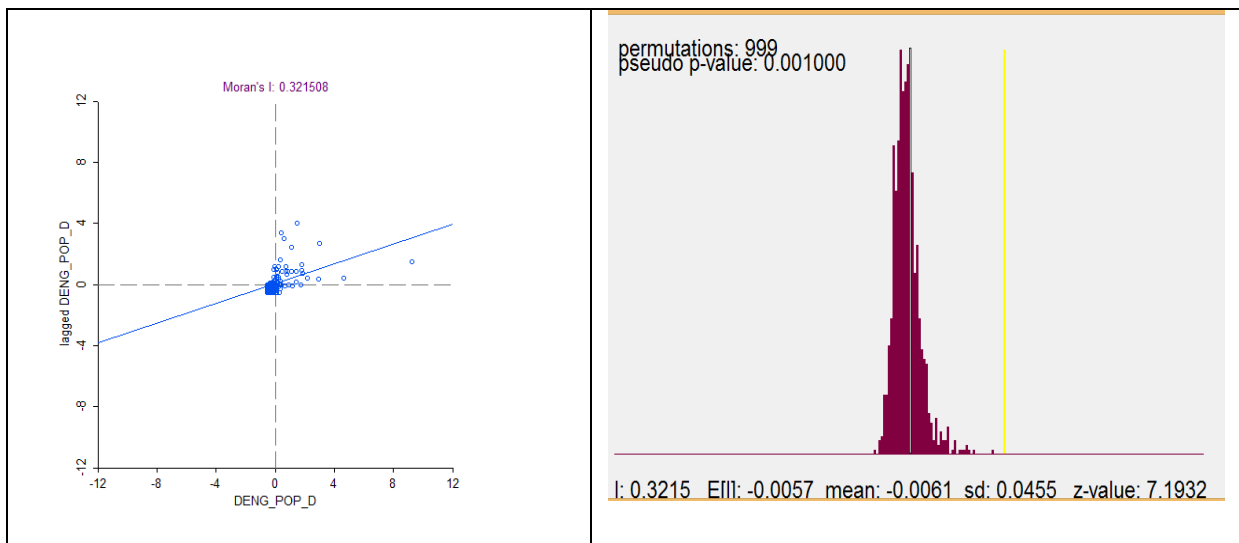 Moran's I: 0.321508
12
8
4
0
-4
-8
-12
lagged DENG_POP_D
-12 -8 -4 0 4 8 12
DENG_POP_D
permutations: 999
pseudo p-value: 0.001000
I: 0.3215 E[I]: -0.0057 mean: -0.0061 sd: 0.0455 z-value: 7.1932